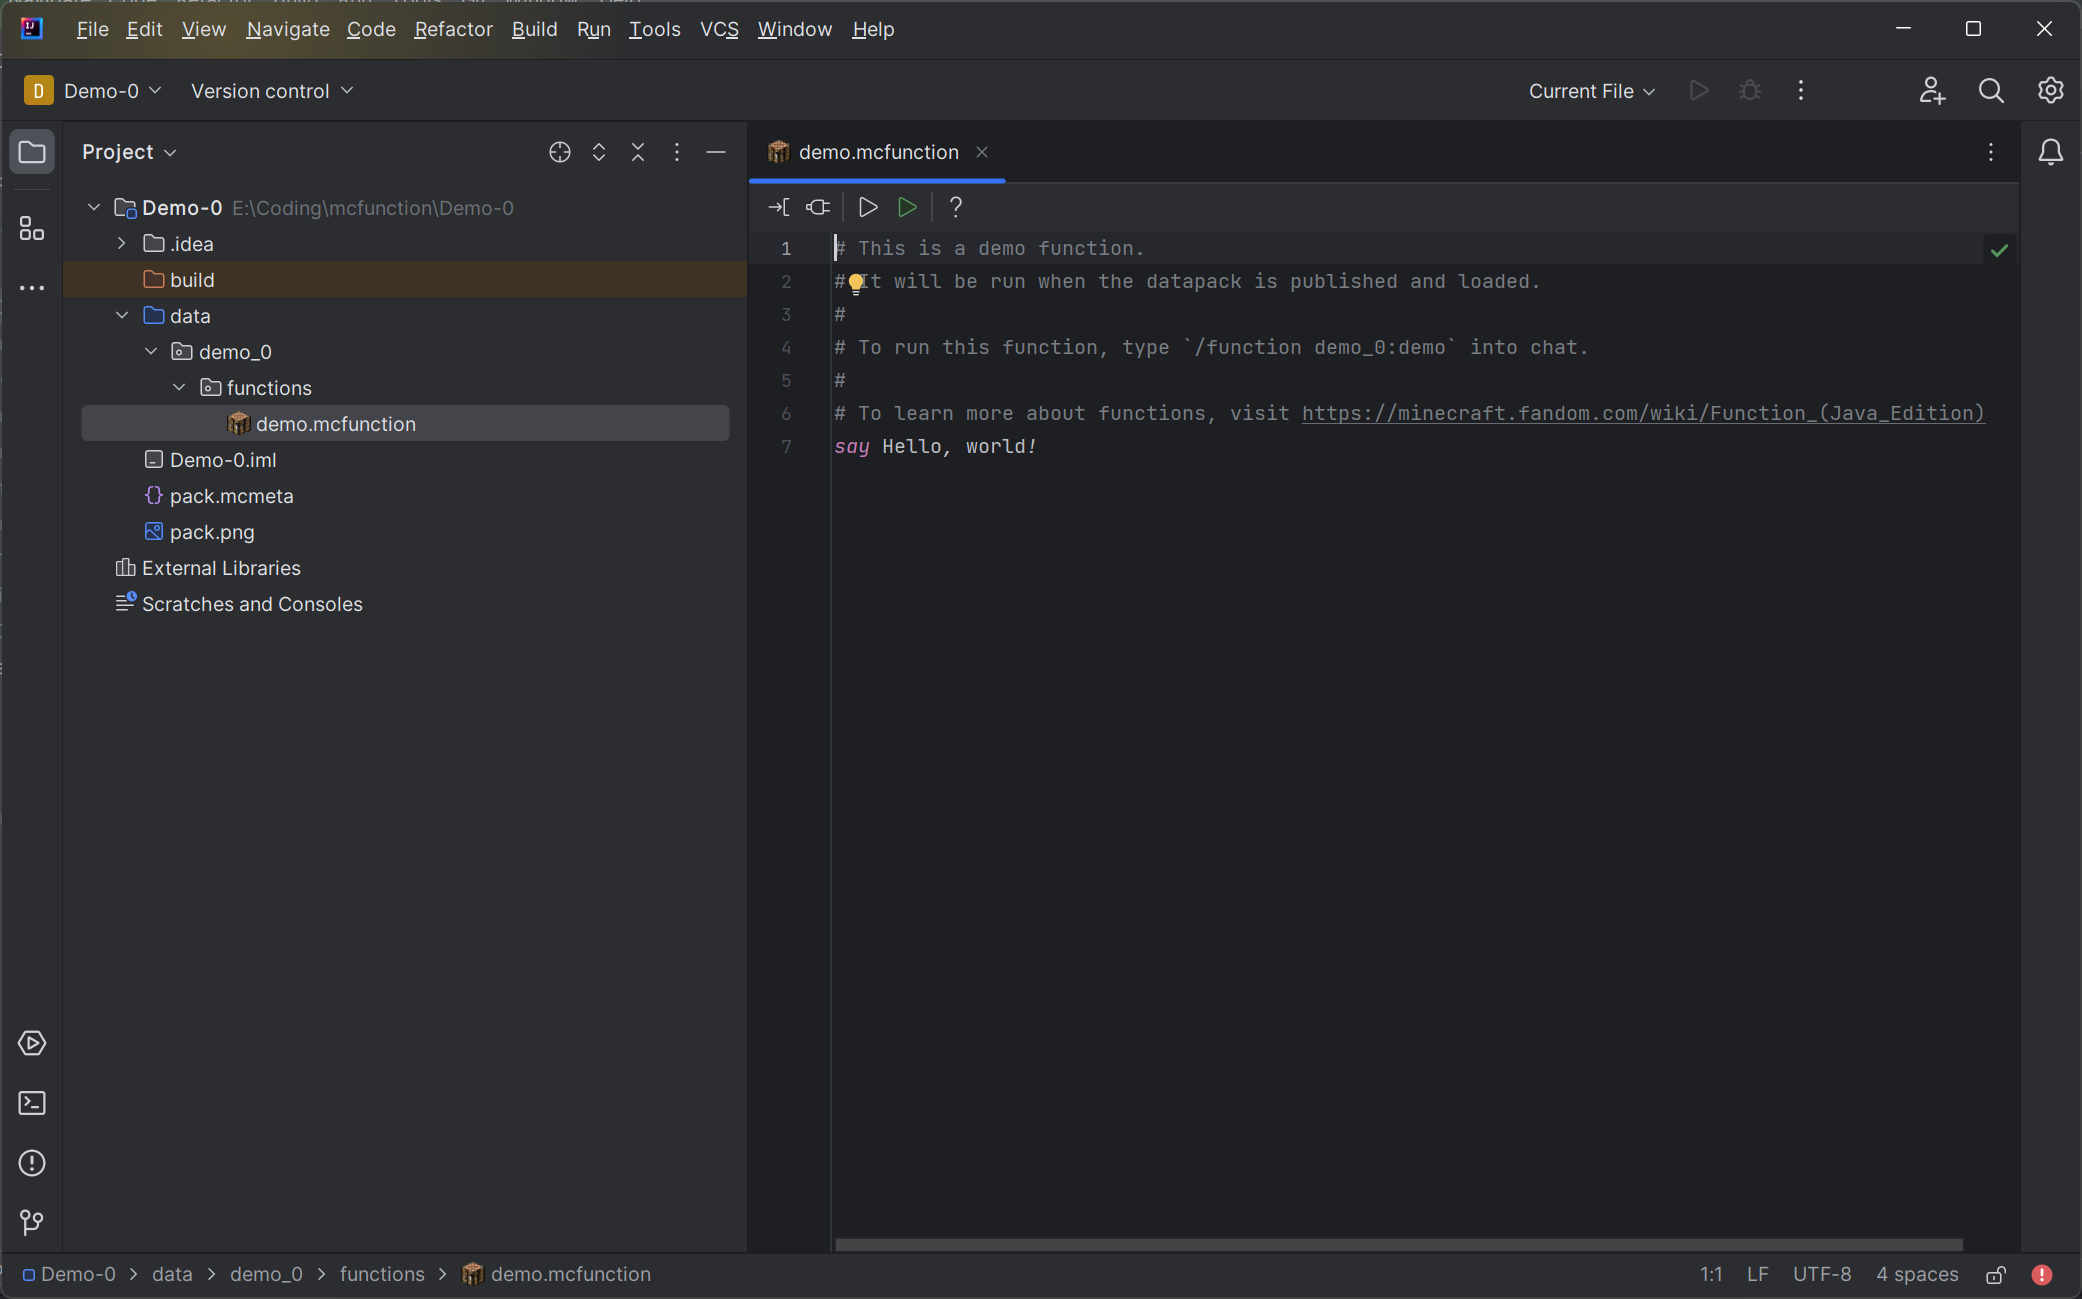 File Edit View Navigate Code Refactor Build Run Tools VCS Window Help
D Demo-0 Version control Current File
Project
demo.mcfunction
Demo-0 E:\Coding\mcfunction\Demo-0
.idea
build
data
demo_0
functions
demo.mcfunction
Demo-0.iml
pack.mcmeta
pack.png
External Libraries
Scratches and Consoles
1 # This is a demo function.
2 # It will be run when the datapack is published and loaded.
3 #
4 # To run this function, type `/function demo_0:demo` into chat.
5 #
6 # To learn more about functions, visit https://minecraft.fandom.com/wiki/Function_(Java_Edition)
7 say Hello, world!
Demo-0 > data > demo_0 > functions > demo.mcfunction
1:1 LF UTF-8 4 spaces